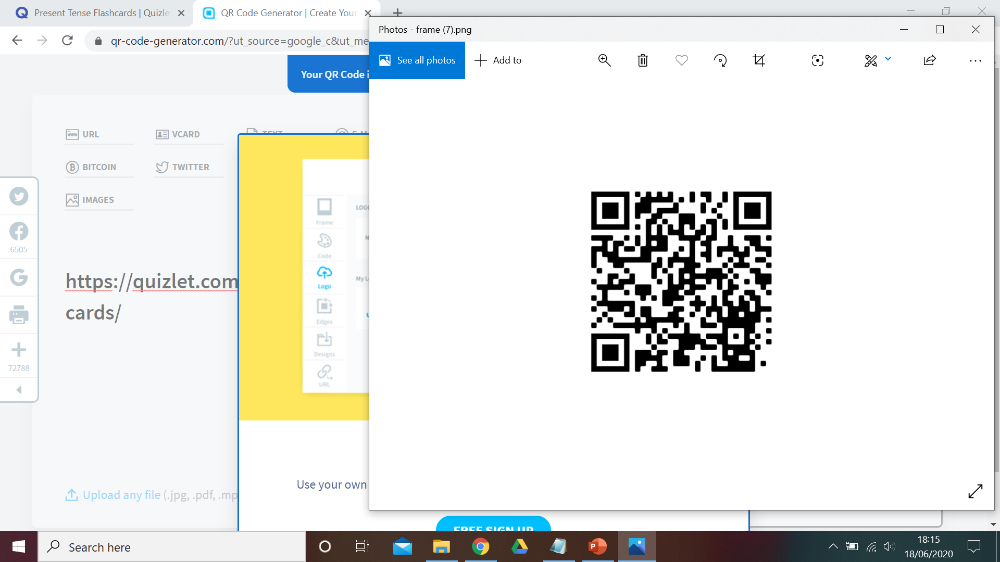 Present Tense Flashcards | Quizle
QR Code Generator | Create Your
qr-code-generator.com/?ut_source=google_c&ut_me
Your QR Code i
URL
VCARD
TEXT
E-M
BITCOIN
TWITTER
IMAGES
6505
72788
https://quizlet.com
cards/
Upload any file (.jpg, .pdf, .mp
Frame
Code
Logo
Edges
Designs
URL
LOGO
N
My L
Use your own
FREE SIGN UP
Photos - frame (7).png
See all photos
Add to
Search here
18:15
18/06/2020